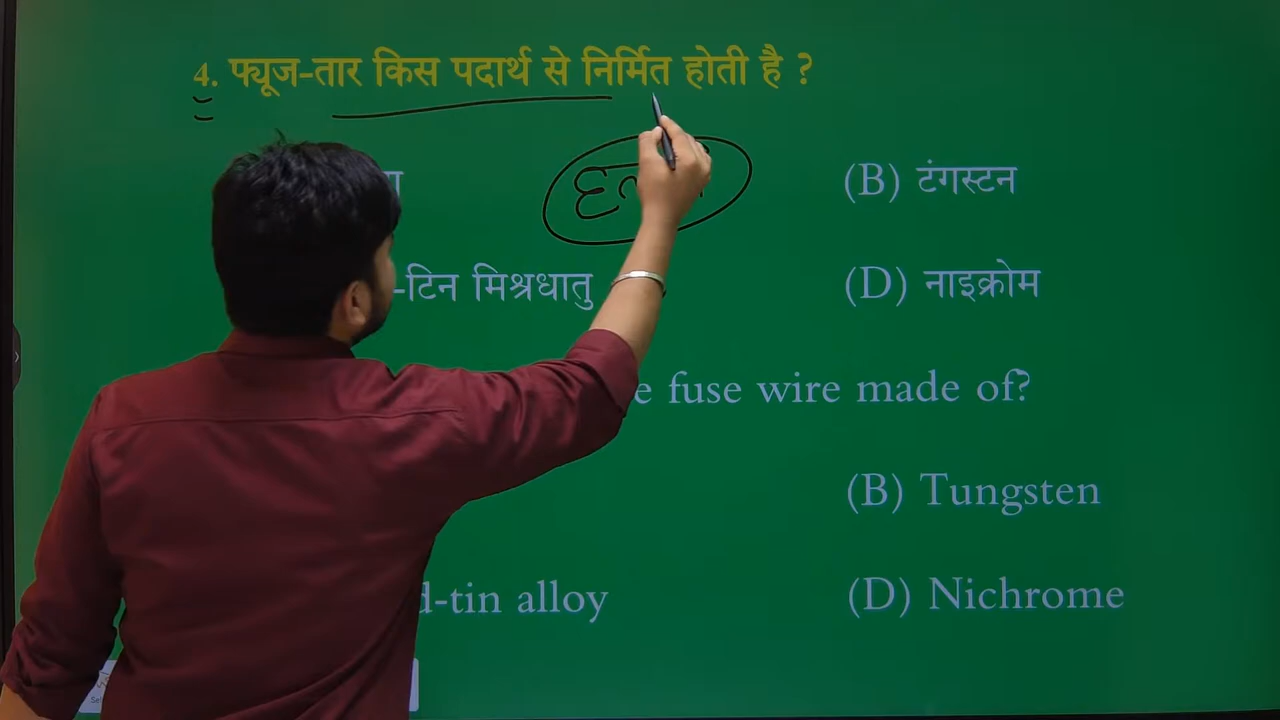 4. फ्यूज-तार किस पदार्थ से निर्मित होती है ?
(B) टंगस्टन
-टिन मिश्रधातु (D) नाइक्रोम
fuse wire made of?
(B) Tungsten
d-tin alloy (D) Nichrome